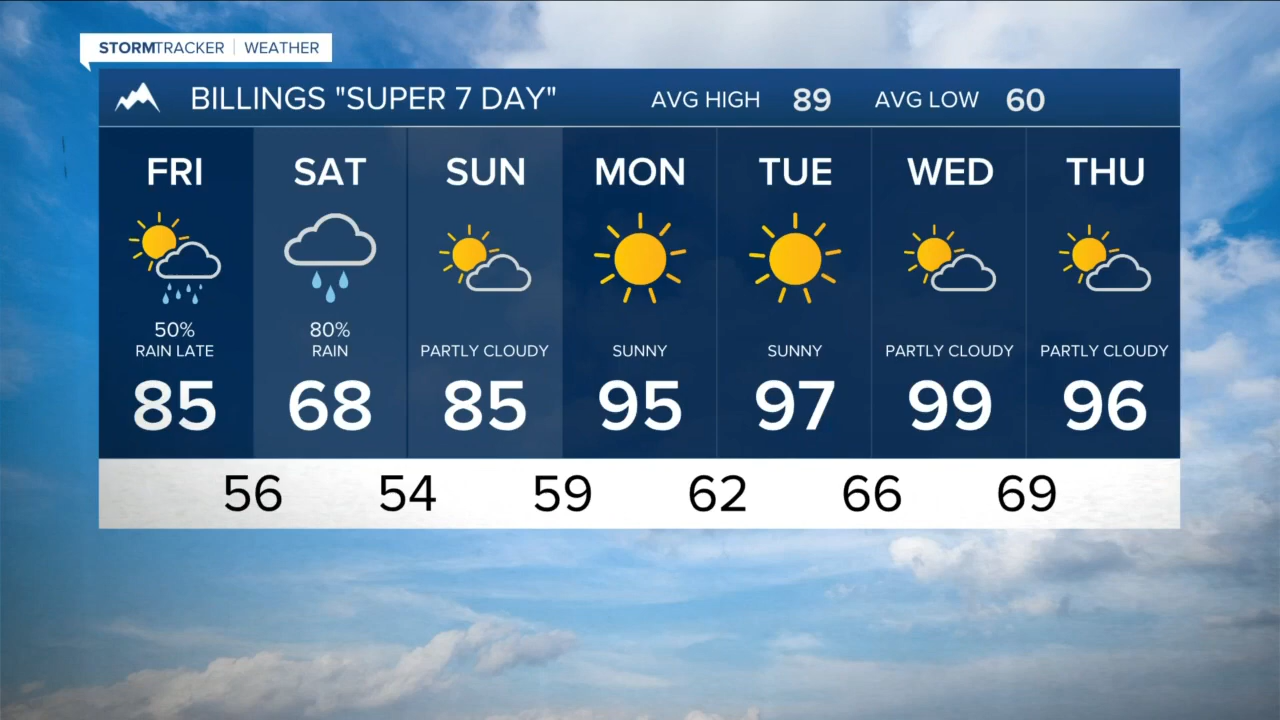 STORMTRACKER | WEATHER
BILLINGS "SUPER 7 DAY" AVG HIGH 89 AVG LOW 60
FRI SAT SUN MON TUE WED THU
50% 80%
RAIN LATE RAIN PARTLY CLOUDY SUNNY SUNNY PARTLY CLOUDY PARTLY CLOUDY
85 68 85 95 97 99 96
56 54 59 62 66 69